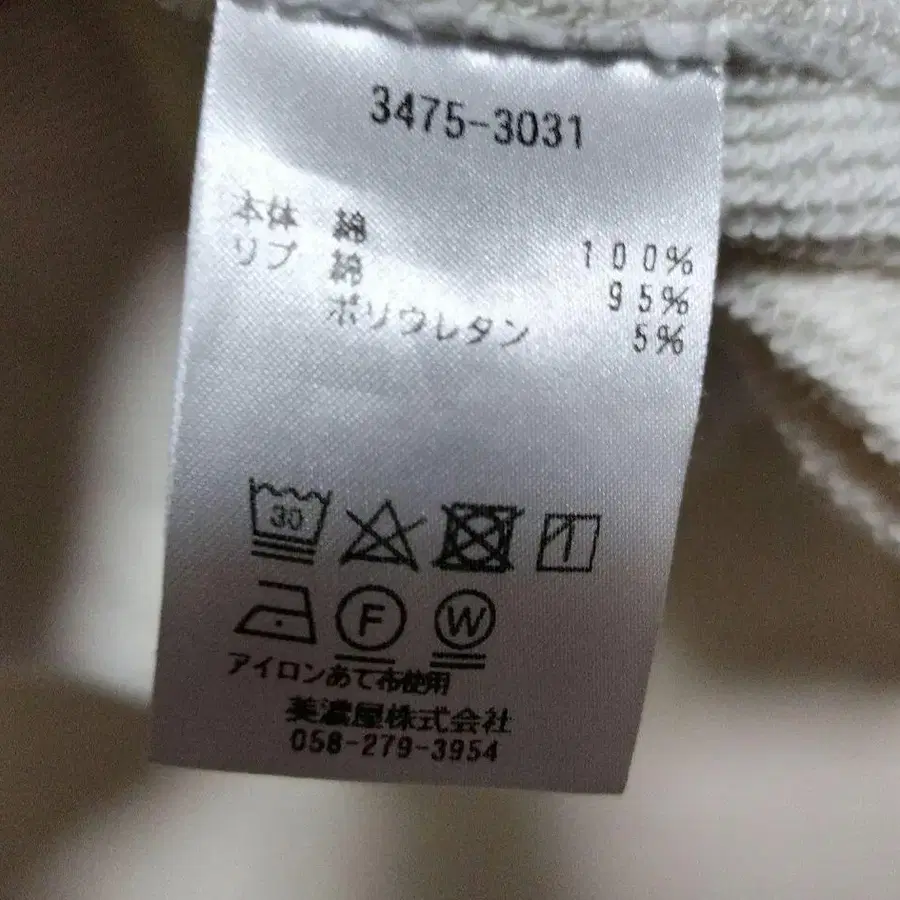 3475-3031
本体 綿 100%
リブ 綿 95%
ポリウレタン 5%
30
F W
アイロンあて布使用
美濃屋株式会社
058-279-3954